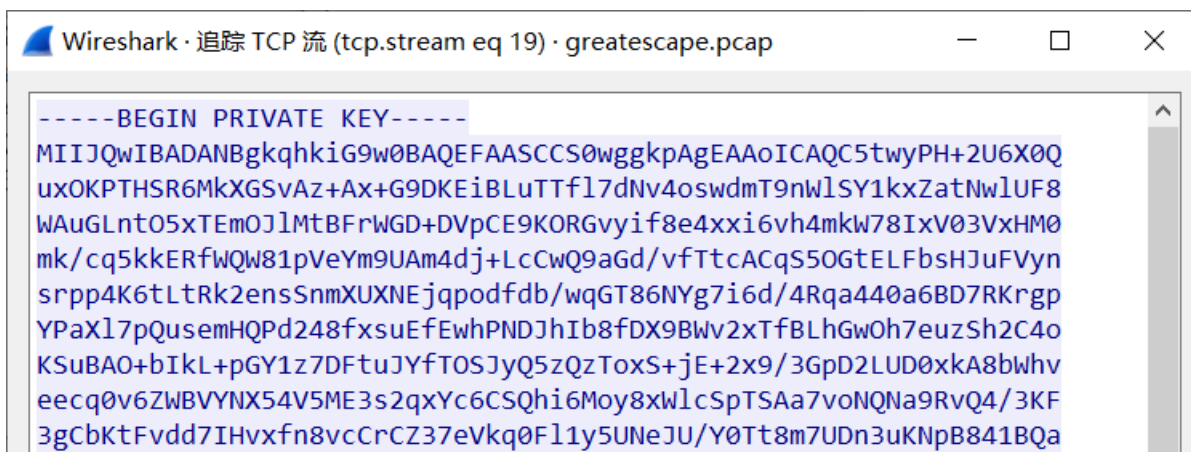 Wireshark · 追踪 TCP 流 (tcp.stream eq 19) · greatescape.pcap
-----BEGIN PRIVATE KEY-----
MIIJQwIBADANBgkqhkiG9w0BAQEFAASCCS0wggkpAgEAAoICAQC5twyPH+2U6X0Q
uxOKPTHSR6MkXGSvAz+Ax+G9DKEiBLuTTfl7dNv4oswdmT9nWlSY1kxZatNwlUF8
WAuGLntO5xTEmOJlMtBFrWGD+DVpCE9KORGvyif8e4xxi6vh4mkW78IxV03VxHM0
mk/cq5kkERfWQW81pVeYm9UAm4dj+LcCwQ9aGd/vfTtcACqS5OGtELFbsHJuFVyn
srpp4K6tLtRk2ensSnmXUXNEjqpodfdb/wqGT86NYg7i6d/4Rqa440a6BD7RKrgp
YPaXl7pQusemHQPd248fxsuEfEwhPNDJhIb8fDX9BWv2xTfBLhGwOh7euzSh2C4o
KSuBAO+bIkL+pGY1z7DFtuJYfTOSJyQ5zQzToxS+jE+2x9/3GpD2LUD0xkA8bWhv
eecq0v6ZWBVYNX54V5ME3s2qxYc6CSQhi6Moy8xWlcSpTSAa7voNQNa9RvQ4/3KF
3gCbKtFvdd7IHvxfn8vcCrCZ37eVkq0Fl1y5UNeJU/Y0Tt8m7UDn3uKNpB841BQa